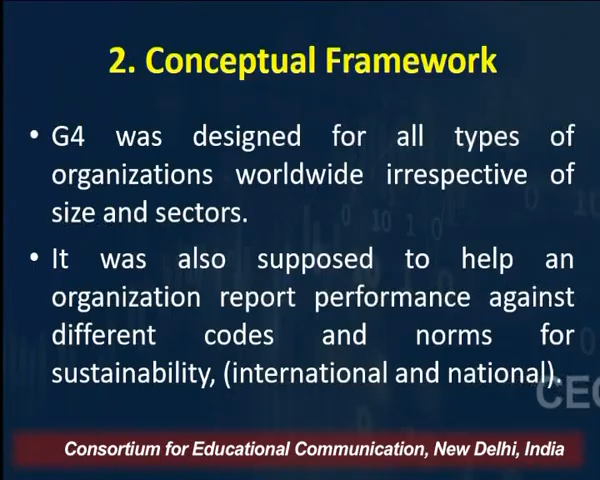 2. Conceptual Framework
• G4 was designed for all types of
organizations worldwide irrespective of
size and sectors.
• It was also supposed to help an
organization report performance against
different codes and norms for
sustainability, (international and national).
CEC
Consortium for Educational Communication, New Delhi, India